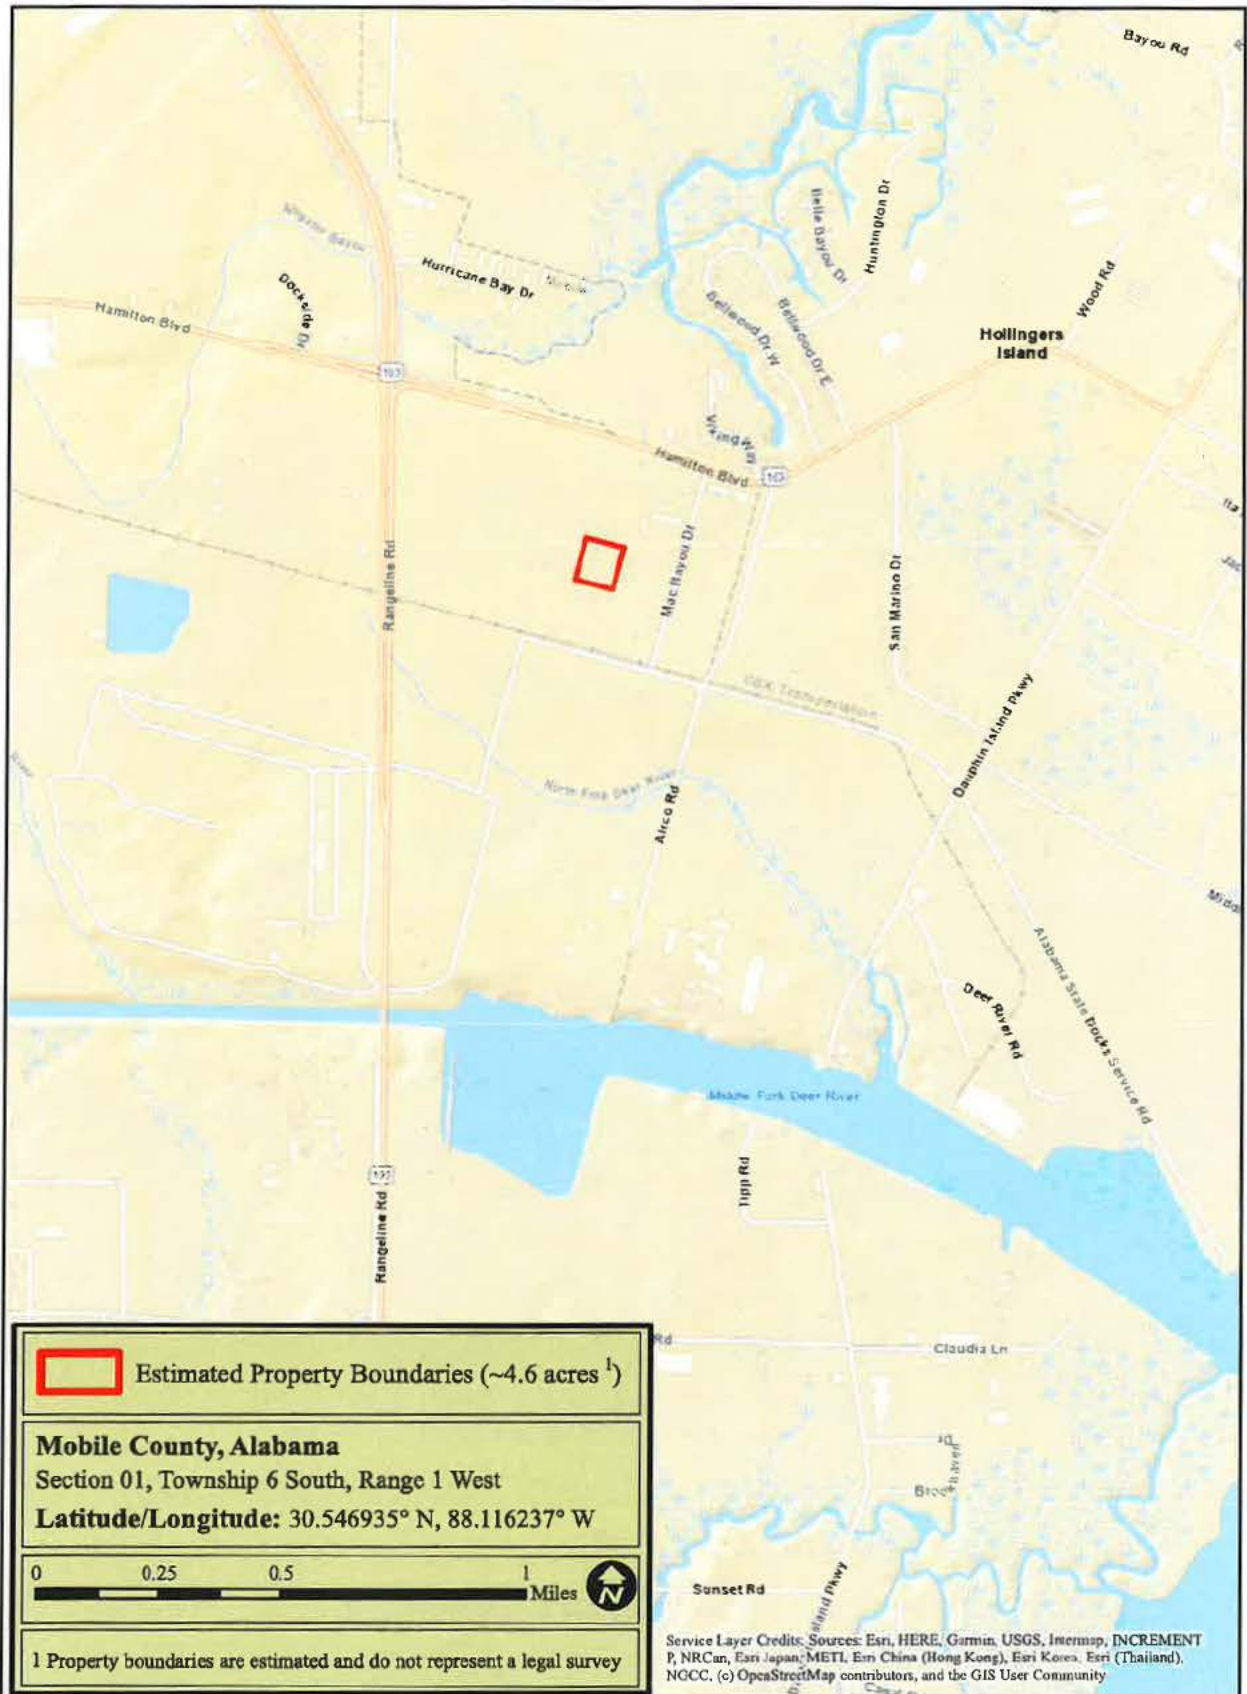 Bayou Rd
Huntington Dr
Belle Bayou Dr
Hurricane Bay Dr
Dockside Dr
Hamilton Blvd
Wood Rd
Bellwood Dr W
Bellwood Dr E
Hollingers
Island
193
Viking Way
Hamilton Blvd
163
Rangeline Rd
Mac Bayou Dr
San Marino Dr
CSX Transportation
Dauphin Island Pkwy
River
North Fork Deer River
Airco Rd
Alabama State Docks Service Rd
Deer River Rd
Middle Fork Deer River
Tipp Rd
193
Rangeline Rd
Rd
Claudia Ln
Sunset Rd
Island Pkwy
Estimated Property Boundaries (~4.6 acres ¹)
Mobile County, Alabama
Section 01, Township 6 South, Range 1 West
Latitude/Longitude: 30.546935° N, 88.116237° W
0 0.25 0.5 1
Miles
N
1 Property boundaries are estimated and do not represent a legal survey
Service Layer Credits: Sources: Esri, HERE, Garmin, USGS, Intermap, INCREMENT
P, NRCan, Esri Japan, METI, Esri China (Hong Kong), Esri Korea, Esri (Thailand),
NGCC, (c) OpenStreetMap contributors, and the GIS User Community